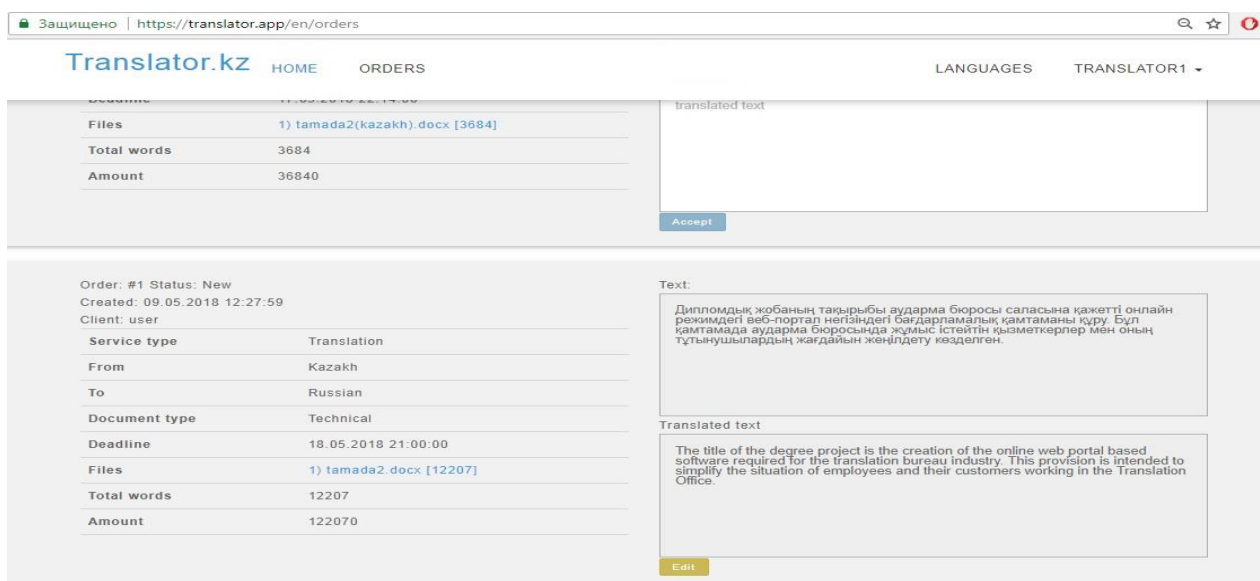 Защищено | https://translator.app/en/orders
Translator.kz HOME ORDERS LANGUAGES TRANSLATOR1
translated text
Files 1) tamada2(kazakh).docx [3684]
Total words 3684
Amount 36840
Accept
Order: #1 Status: New
Created: 09.05.2018 12:27:59
Client: user
Service type Translation
From Kazakh
To Russian
Document type Technical
Deadline 18.05.2018 21:00:00
Files 1) tamada2.docx [12207]
Total words 12207
Amount 122070
Text:
Дипломдық жобаның тақырыбы аударма бюросы саласына қажетті онлайн
режимдегі веб-портал негізіндегі бағдарламалық қамтаманы құру. Бұл
қамтамада аударма бюросында жұмыс істейтін қызметкерлер мен оның
тұтынушылардың жағдайын жеңілдету көзделген.
Translated text
The title of the degree project is the creation of the online web portal based
software required for the translation bureau industry. This provision is intended to
simplify the situation of employees and their customers working in the Translation
Office.
Edit